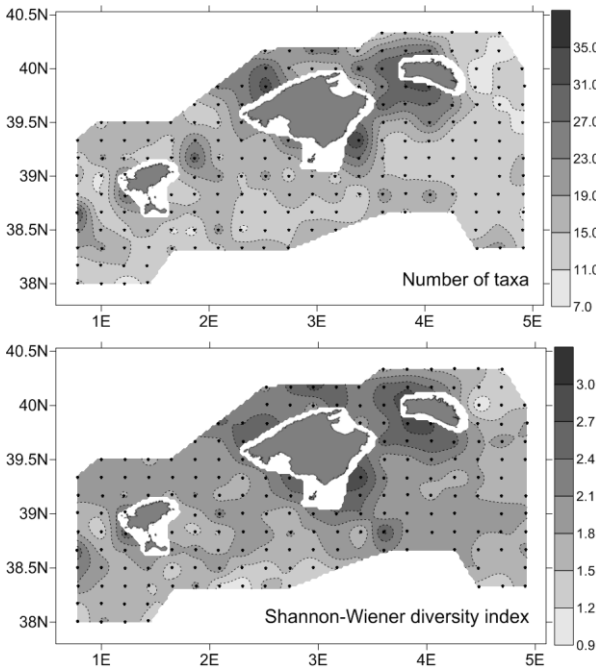 40.5N
40N
39.5N
39N
38.5N
38N
1E 2E 3E 4E 5E
Number of taxa
35.0
31.0
27.0
23.0
19.0
15.0
11.0
7.0
40.5N
40N
39.5N
39N
38.5N
38N
1E 2E 3E 4E 5E
Shannon-Wiener diversity index
3.0
2.7
2.4
2.1
1.8
1.5
1.2
0.9